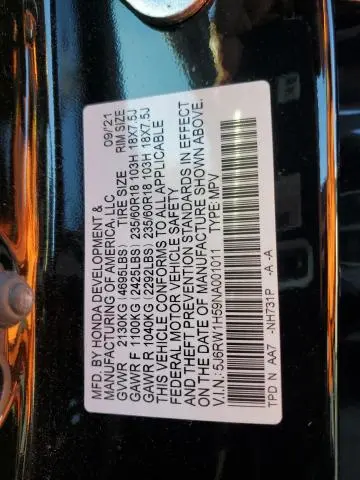 MFD. BY HONDA DEVELOPMENT & 09/21
MANUFACTURING OF AMERICA, LLC
GVWR 2130KG (4695LBS) TIRE SIZE RIM SIZE
GAWR F 1100KG (2425LBS) 235/60R18 103H 18X7.5J
GAWR R 1040KG (2292LBS) 235/60R18 103H 18X7.5J
THIS VEHICLE CONFORMS TO ALL APPLICABLE
FEDERAL MOTOR VEHICLE SAFETY
AND THEFT PREVENTION STANDARDS IN EFFECT
ON THE DATE OF MANUFACTURE SHOWN ABOVE.
V.I.N.: 5J6RW1H59NA001011 TYPE:MPV
TPD N AA7 -NH731P -A -A